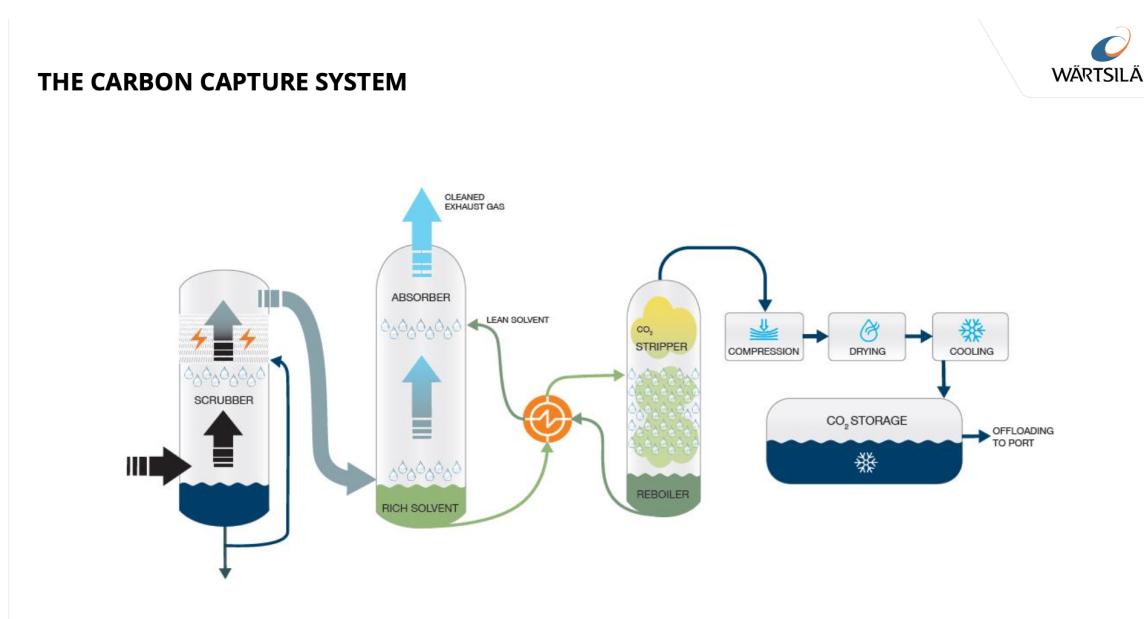 WÄRTSILÄ
THE CARBON CAPTURE SYSTEM
CLEANED
EXHAUST GAS
ABSORBER
LEAN SOLVENT
SCRUBBER
RICH SOLVENT
CO₂
STRIPPER
REBOILER
COMPRESSION
DRYING
COOLING
CO₂ STORAGE
OFFLOADING
TO PORT